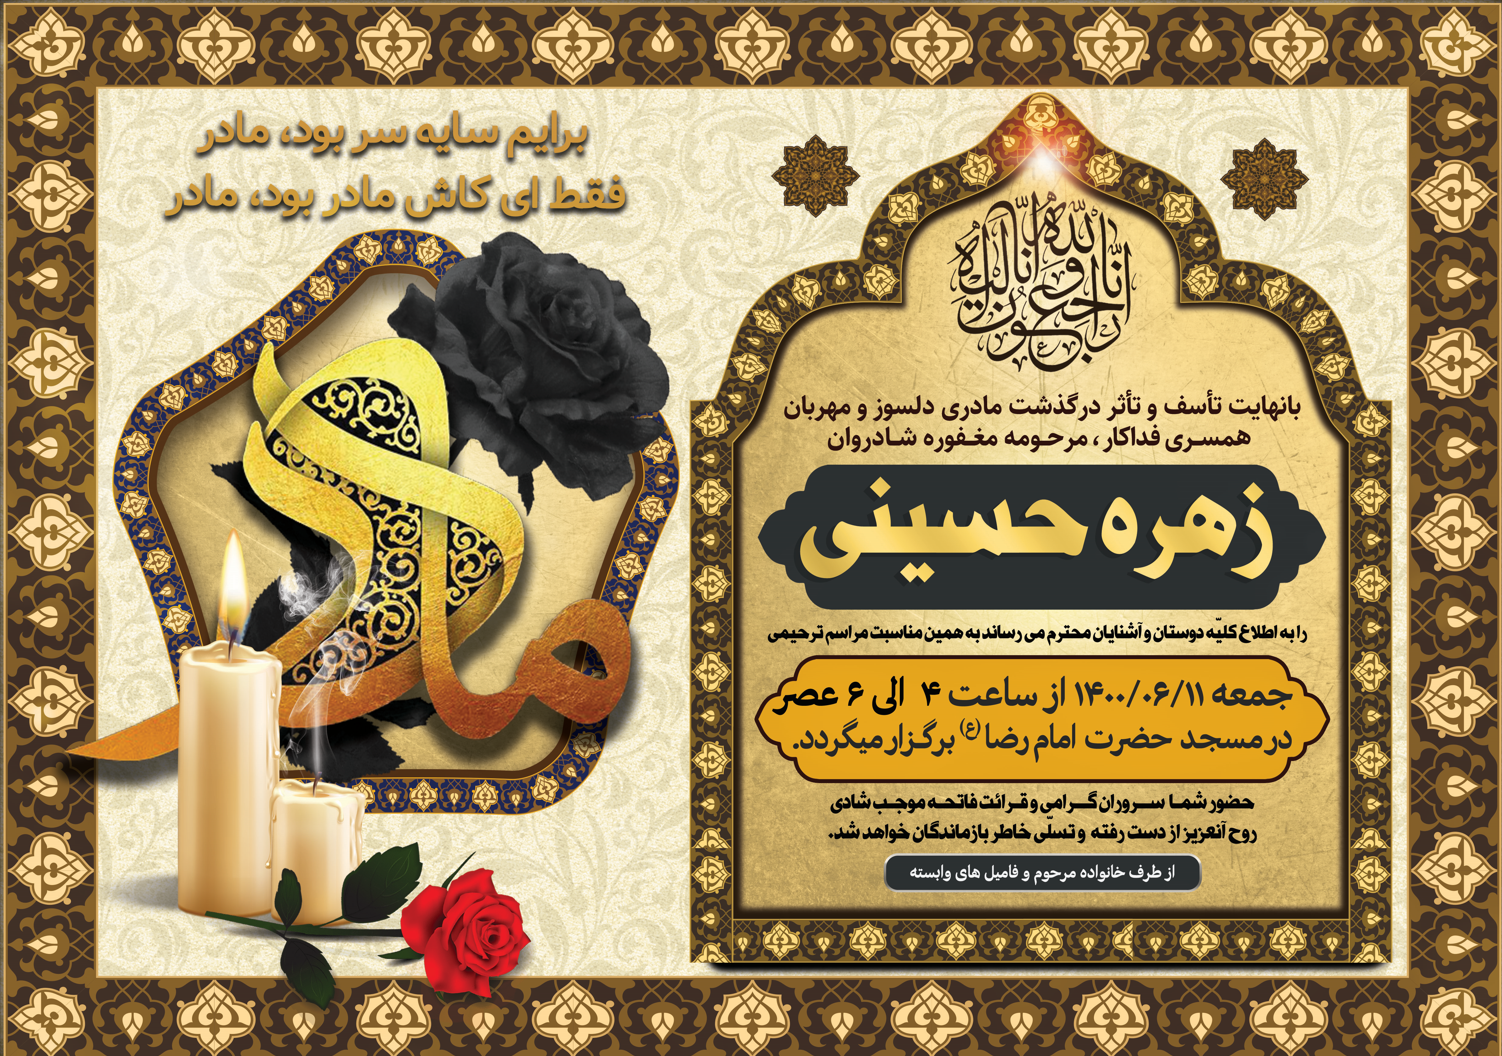 برایم سایه سر بود، مادر
فقط ای کاش مادر بود، مادر
مادر
انا لله و انا الیه راجعون
بانهایت تأسف و تأثر درگذشت مادری دلسوز و مهربان
همسری فداکار ، مرحومه مغفوره شادروان
زهره حسینی
را به اطلاع کلیّه دوستان و آشنایان محترم می رساند به همین مناسبت مراسم ترحیمی
جمعه ۱۴۰۰/۰۶/۱۱ از ساعت ۴ الی ۶ عصر
در مسجد حضرت امام رضا (ع) برگزار میگردد.
حضور شما سروران گرامی و قرائت فاتحه موجب شادی
روح آنعزیز از دست رفته و تسلّی خاطر بازماندگان خواهد شد.
از طرف خانواده مرحوم و فامیل های وابسته